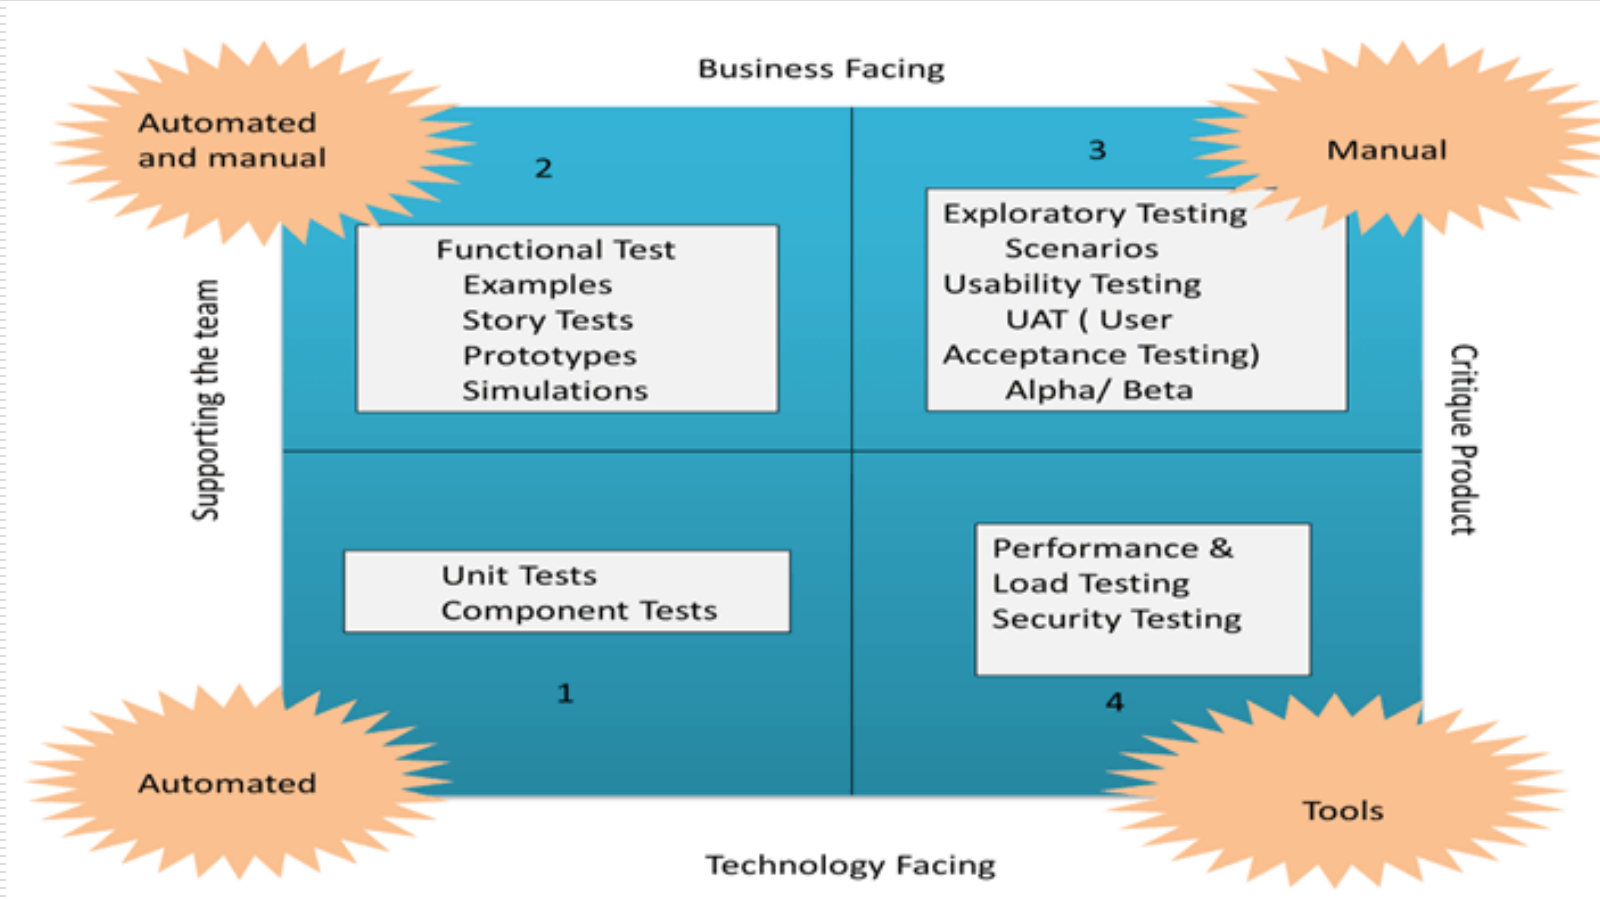 Business Facing
Automated
and manual
2
3
Manual
Functional Test
Examples
Story Tests
Prototypes
Simulations
Exploratory Testing
Scenarios
Usability Testing
UAT ( User
Acceptance Testing)
Alpha/ Beta
Supporting the team
Critique Product
Unit Tests
Component Tests
1
Performance &
Load Testing
Security Testing
4
Automated
Tools
Technology Facing